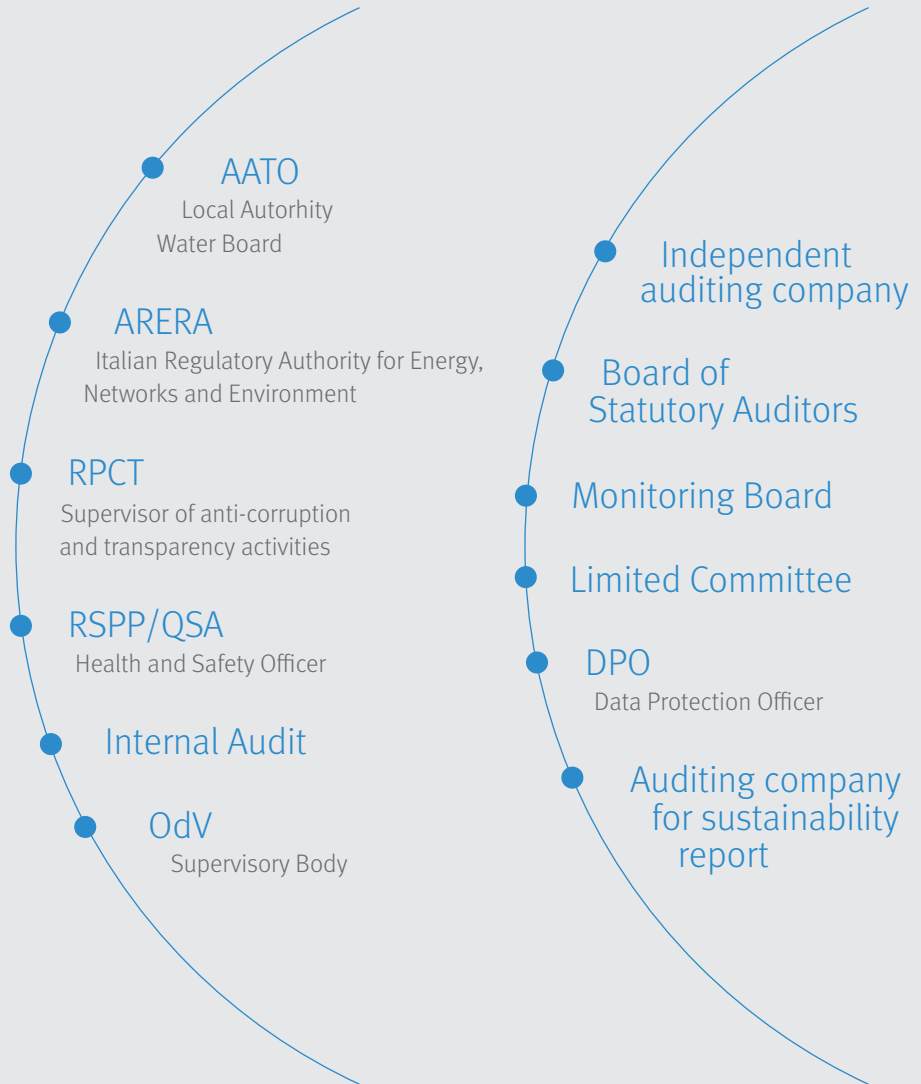 AATO
Local Autorhity
Water Board
ARERA
Italian Regulatory Authority for Energy,
Networks and Environment
RPCT
Supervisor of anti-corruption
and transparency activities
RSPP/QSA
Health and Safety Officer
Internal Audit
OdV
Supervisory Body
Independent
auditing company
Board of
Statutory Auditors
Monitoring Board
Limited Committee
DPO
Data Protection Officer
Auditing company
for sustainability
report